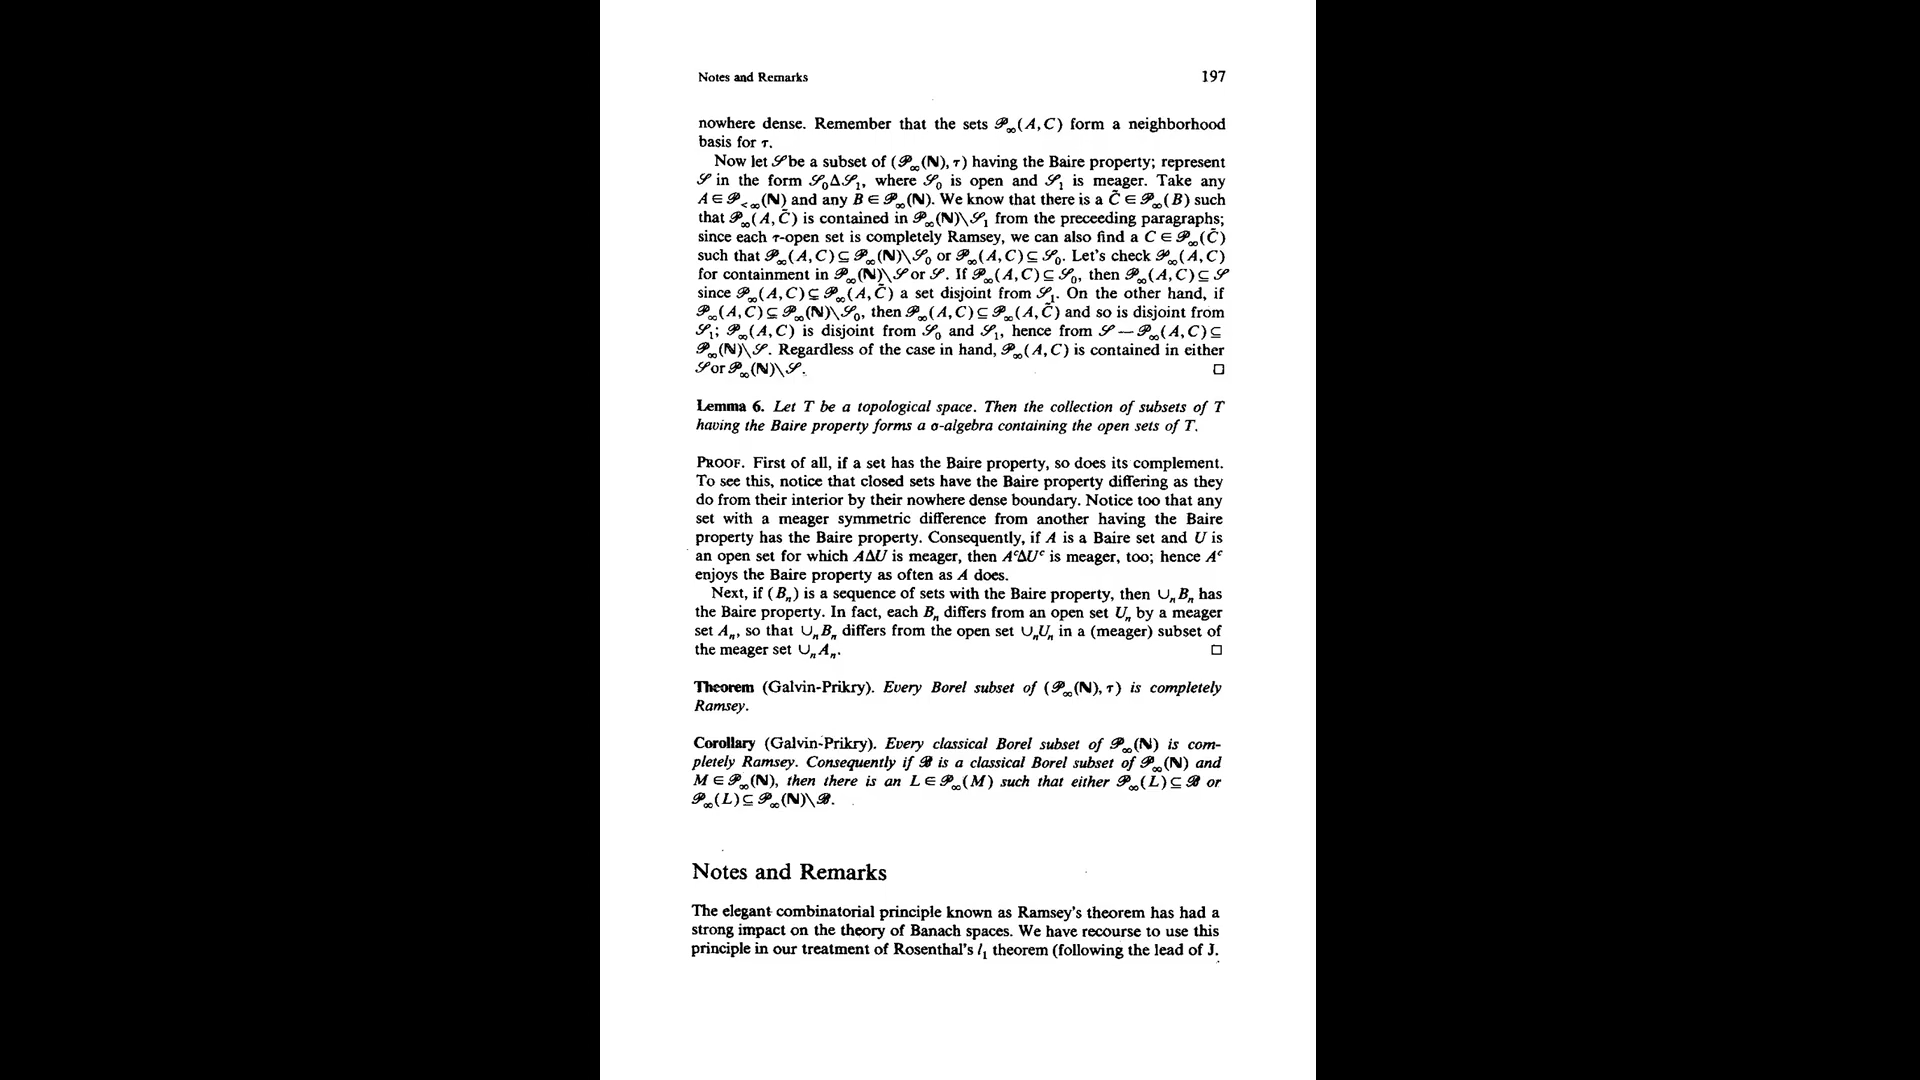 Notes and Remarks 197
nowhere dense. Remember that the sets 𝒫∞(A, C) form a neighborhood
basis for τ.
Now let 𝒮 be a subset of (𝒫∞(ℕ), τ) having the Baire property; represent
𝒮 in the form 𝒮₀Δ𝒮₁, where 𝒮₀ is open and 𝒮₁ is meager. Take any
A ∈ 𝒫<∞(ℕ) and any B ∈ 𝒫∞(ℕ). We know that there is a C̃ ∈ 𝒫∞(B) such
that 𝒫∞(A, C̃) is contained in 𝒫∞(ℕ)\𝒮₁ from the preceeding paragraphs;
since each τ-open set is completely Ramsey, we can also find a C ∈ 𝒫∞(C̃)
such that 𝒫∞(A, C) ⊆ 𝒫∞(ℕ)\𝒮₀ or 𝒫∞(A, C) ⊆ 𝒮₀. Let's check 𝒫∞(A, C)
for containment in 𝒫∞(ℕ)\𝒮 or 𝒮. If 𝒫∞(A, C) ⊆ 𝒮₀, then 𝒫∞(A, C) ⊆ 𝒮
since 𝒫∞(A, C) ⊆ 𝒫∞(A, C̃) a set disjoint from 𝒮₁. On the other hand, if
𝒫∞(A, C) ⊆ 𝒫∞(ℕ)\𝒮₀, then 𝒫∞(A, C) ⊆ 𝒫∞(A, C̃) and so is disjoint from
𝒮₁; 𝒫∞(A, C) is disjoint from 𝒮₀ and 𝒮₁, hence from 𝒮 — 𝒫∞(A, C) ⊆
𝒫∞(ℕ)\𝒮. Regardless of the case in hand, 𝒫∞(A, C) is contained in either
𝒮 or 𝒫∞(ℕ)\𝒮. □
Lemma 6. Let T be a topological space. Then the collection of subsets of T
having the Baire property forms a σ-algebra containing the open sets of T.
PROOF. First of all, if a set has the Baire property, so does its complement.
To see this, notice that closed sets have the Baire property differing as they
do from their interior by their nowhere dense boundary. Notice too that any
set with a meager symmetric difference from another having the Baire
property has the Baire property. Consequently, if A is a Baire set and U is
an open set for which AΔU is meager, then AᶜΔUᶜ is meager, too; hence Aᶜ
enjoys the Baire property as often as A does.
Next, if (Bₙ) is a sequence of sets with the Baire property, then ∪ₙBₙ has
the Baire property. In fact, each Bₙ differs from an open set Uₙ by a meager
set Aₙ, so that ∪ₙBₙ differs from the open set ∪ₙUₙ in a (meager) subset of
the meager set ∪ₙAₙ. □
Theorem (Galvin-Prikry). Every Borel subset of (𝒫∞(ℕ), τ) is completely
Ramsey.
Corollary (Galvin-Prikry). Every classical Borel subset of 𝒫∞(ℕ) is com-
pletely Ramsey. Consequently if ℬ is a classical Borel subset of 𝒫∞(ℕ) and
M ∈ 𝒫∞(ℕ), then there is an L ∈ 𝒫∞(M) such that either 𝒫∞(L) ⊆ ℬ or
𝒫∞(L) ⊆ 𝒫∞(ℕ)\ℬ.
Notes and Remarks
The elegant combinatorial principle known as Ramsey's theorem has had a
strong impact on the theory of Banach spaces. We have recourse to use this
principle in our treatment of Rosenthal's l₁ theorem (following the lead of J.